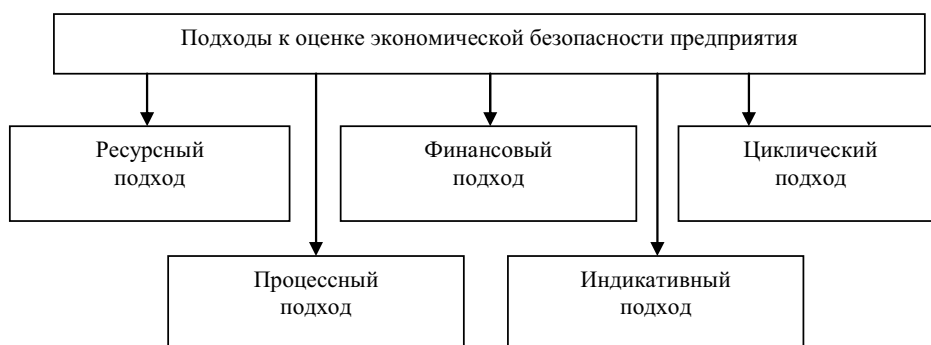 Подходы к оценке экономической безопасности предприятия
Ресурсный
подход
Финансовый
подход
Циклический
подход
Процессный
подход
Индикативный
подход